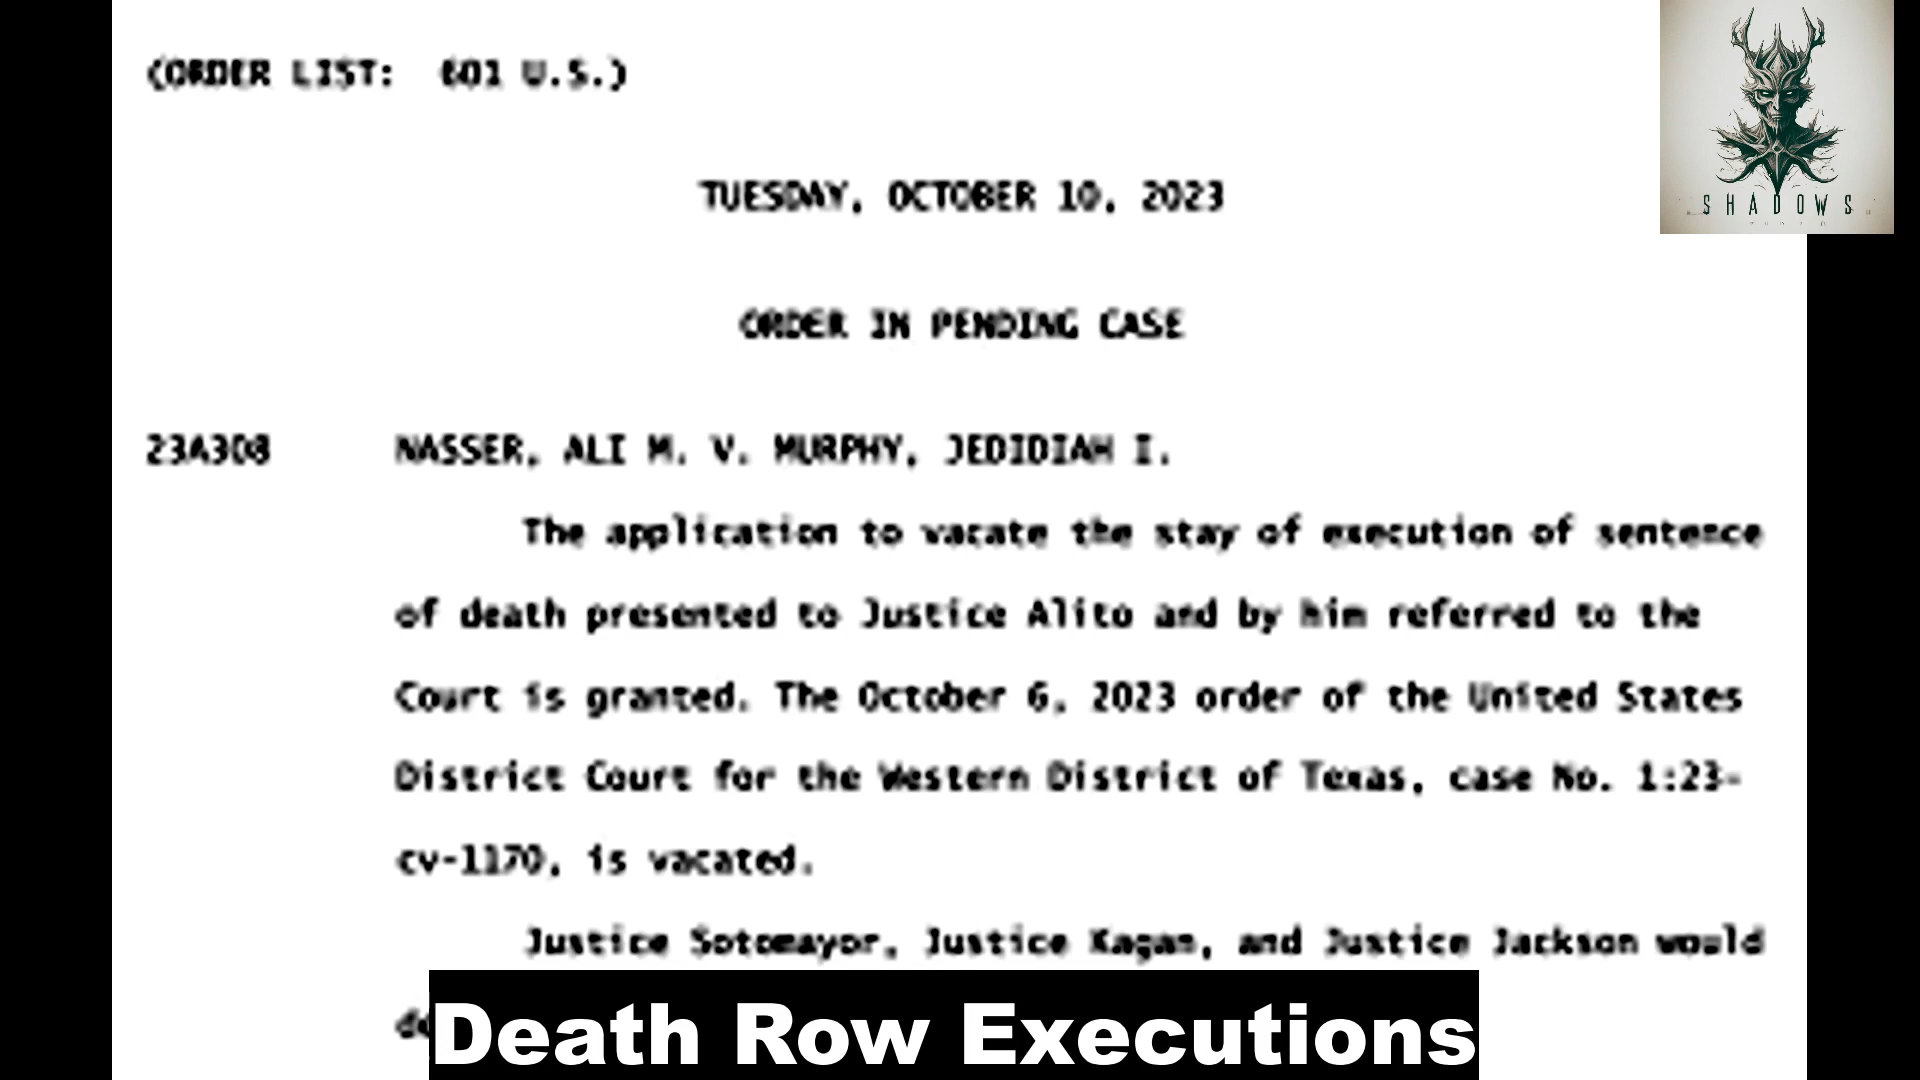 (ORDER LIST: 601 U.S.)
SHADOWS
TUESDAY, OCTOBER 10, 2023
ORDER IN PENDING CASE
23A308 NASSER, ALI M. V. MURPHY, JEDIDIAH I.
The application to vacate the stay of execution of sentence
of death presented to Justice Alito and by him referred to the
Court is granted. The October 6, 2023 order of the United States
District Court for the Western District of Texas, case No. 1:23-
cv-1170, is vacated.
Justice Sotomayor, Justice Kagan, and Justice Jackson would
Death Row Executions